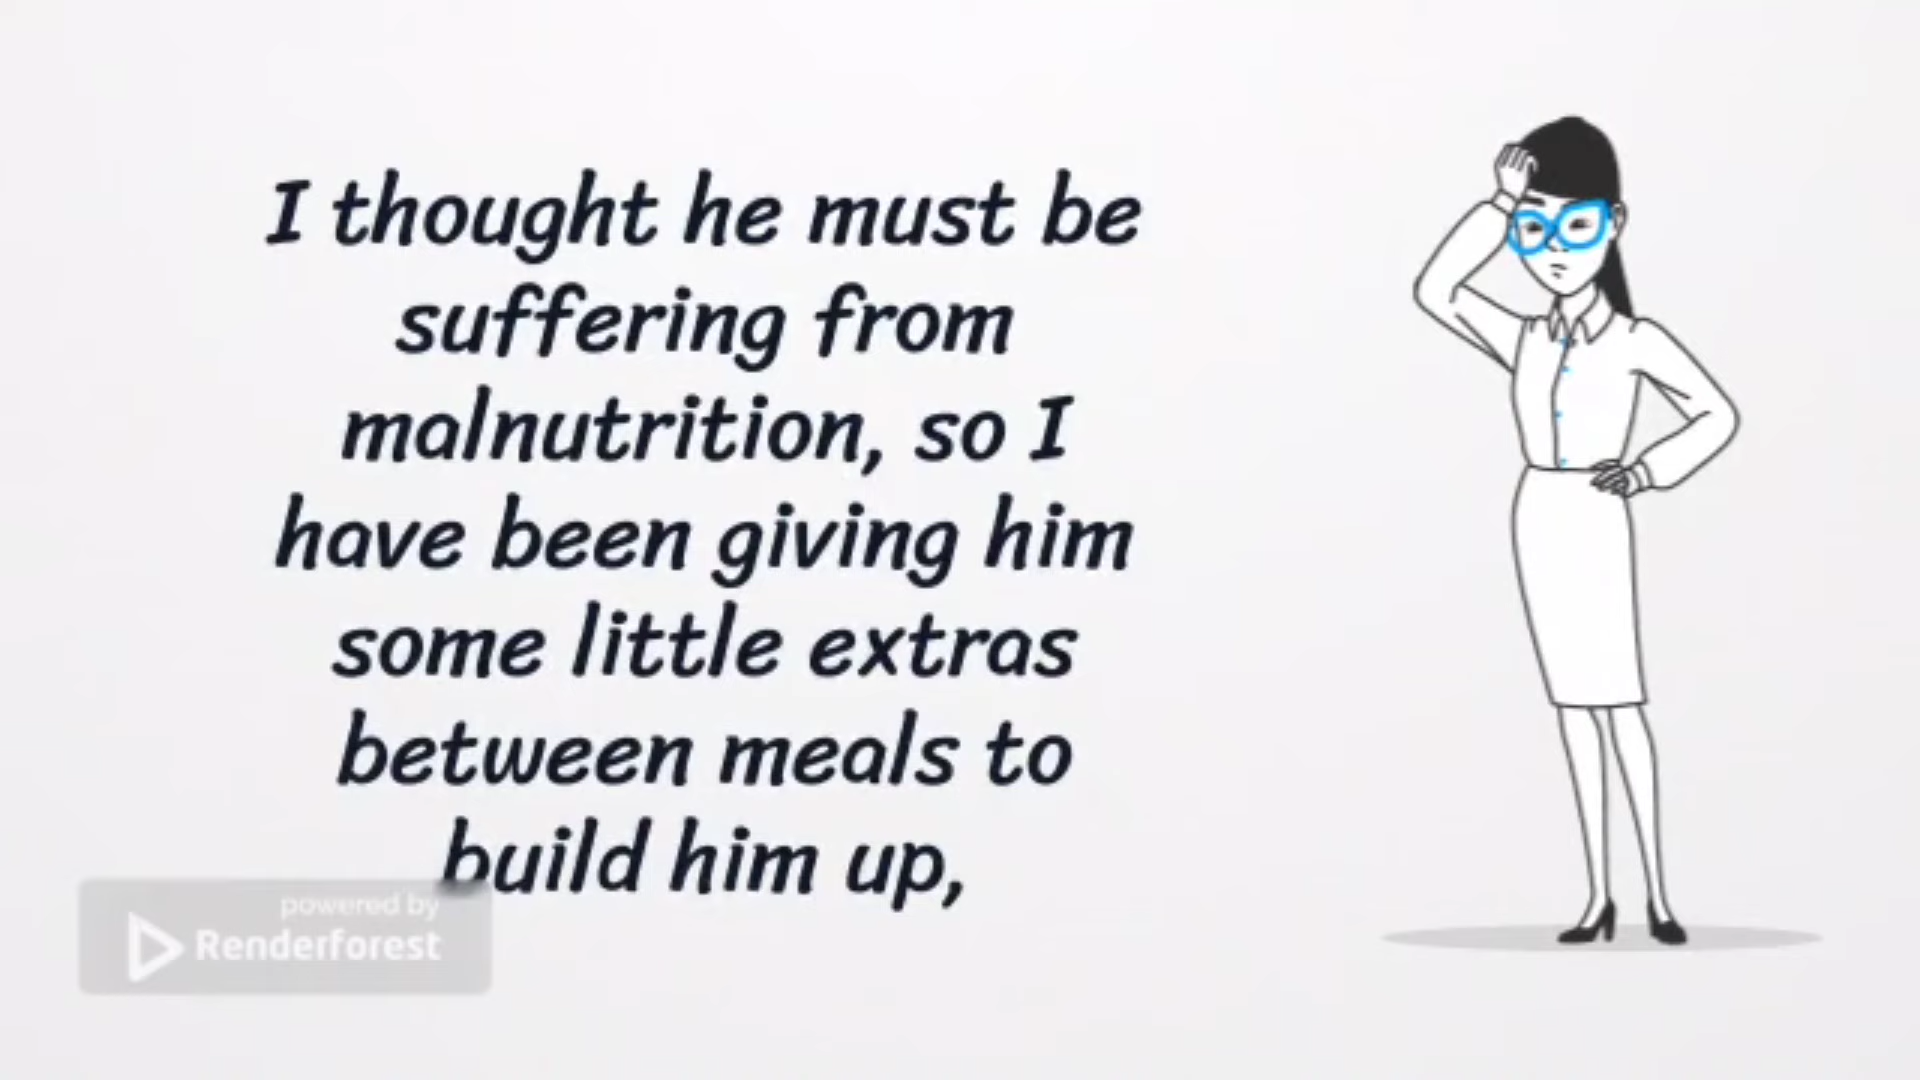 I thought he must be
suffering from
malnutrition, so I
have been giving him
some little extras
between meals to
build him up,
powered by
Renderforest